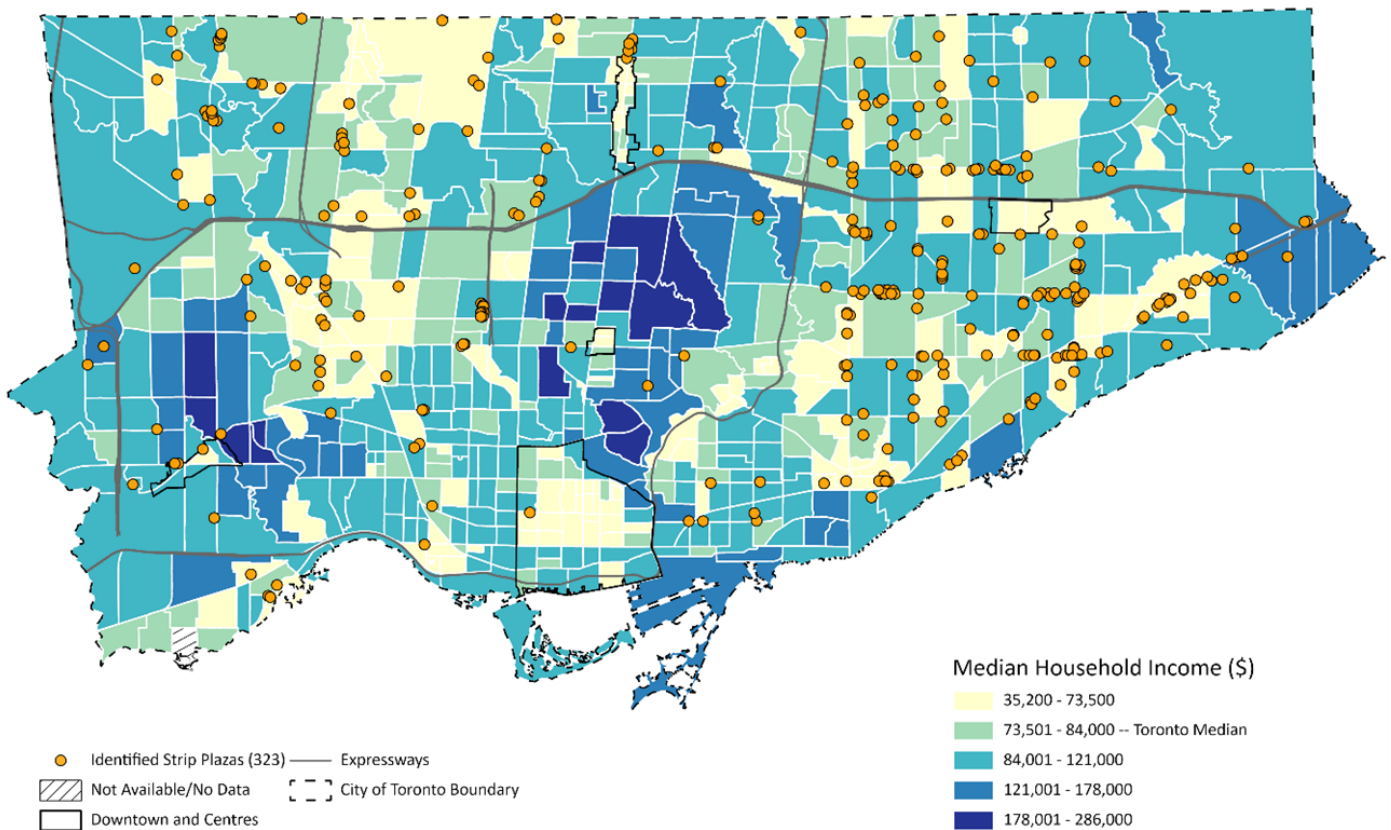 Median Household Income ($)
35,200 - 73,500
73,501 - 84,000 -- Toronto Median
84,001 - 121,000
121,001 - 178,000
178,001 - 286,000
Identified Strip Plazas (323)
Expressways
Not Available/No Data
City of Toronto Boundary
Downtown and Centres